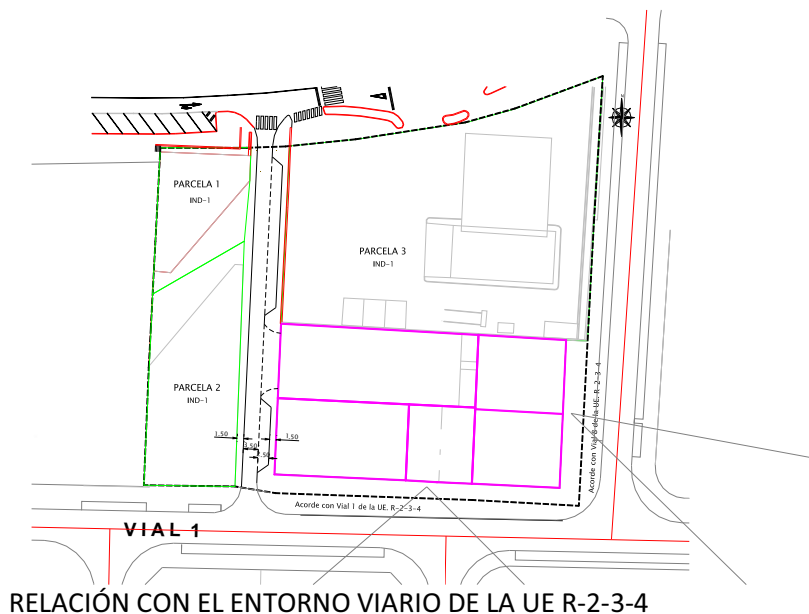 PARCELA 1
IND-1
PARCELA 3
IND-1
PARCELA 2
IND-1
1,50
1,50
3,50
2,50
Acorde con Vial 8 de la UE. R-2-3-4
Acorde con Vial 1 de la UE. R-2-3-4
VIAL 1
RELACIÓN CON EL ENTORNO VIARIO DE LA UE R-2-3-4